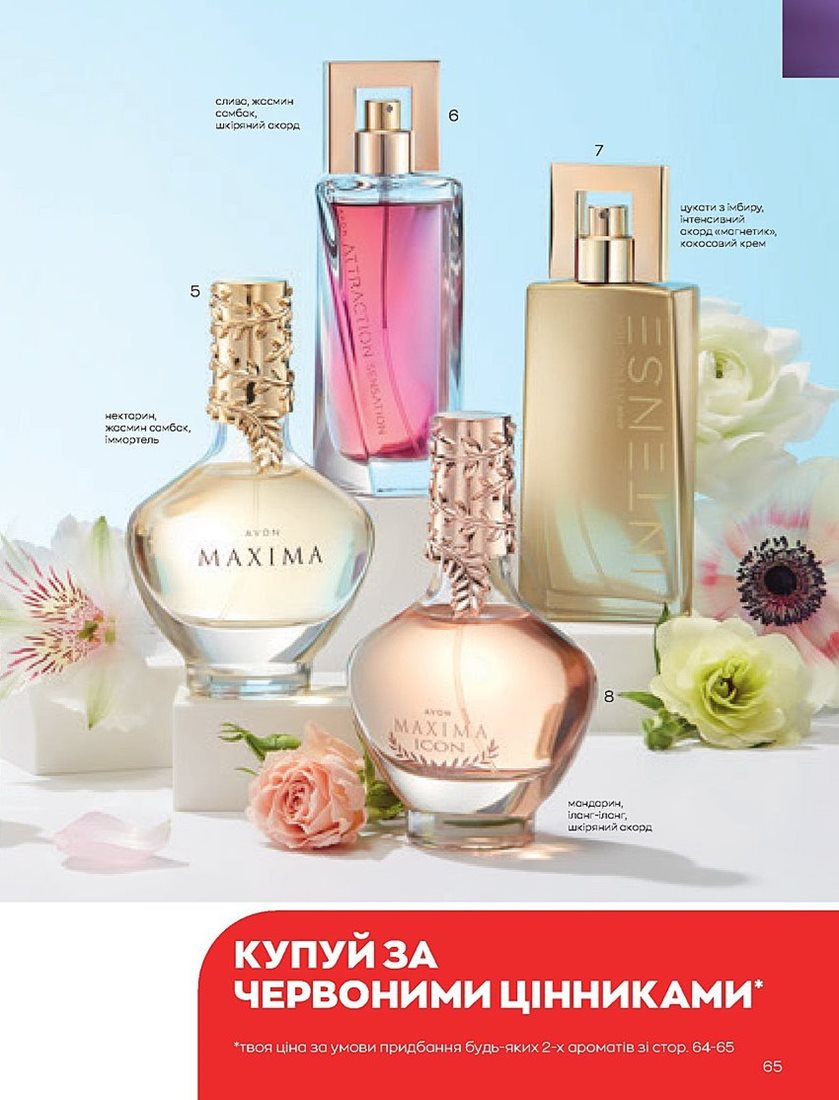 слива, жасмин
самбак,
шкіряний акорд
6
7
цукати з імбиру,
інтенсивний
акорд «магнетик»,
кокосовий крем
5
AVON ATTRACTION SENSATION
нектарин,
жасмин самбак,
іммортель
INTENSE
AVON
MAXIMA
AVON
MAXIMA
ICON
8
мандарин,
іланг-іланг,
шкіряний акорд
КУПУЙ ЗА
ЧЕРВОНИМИ ЦІННИКАМИ*
*твоя ціна за умови придбання будь-яких 2-х ароматів зі стор. 64-65
65